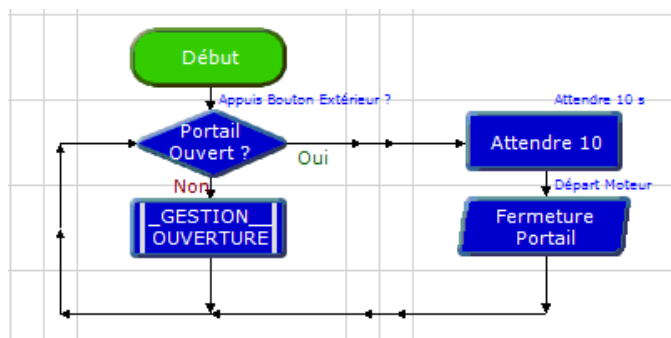 Début
Appuis Bouton Extérieur ?
Attendre 10 s
Portail
Ouvert ?
Oui
Attendre 10
Non
Départ Moteur
_GESTION_
OUVERTURE
Fermeture
Portail